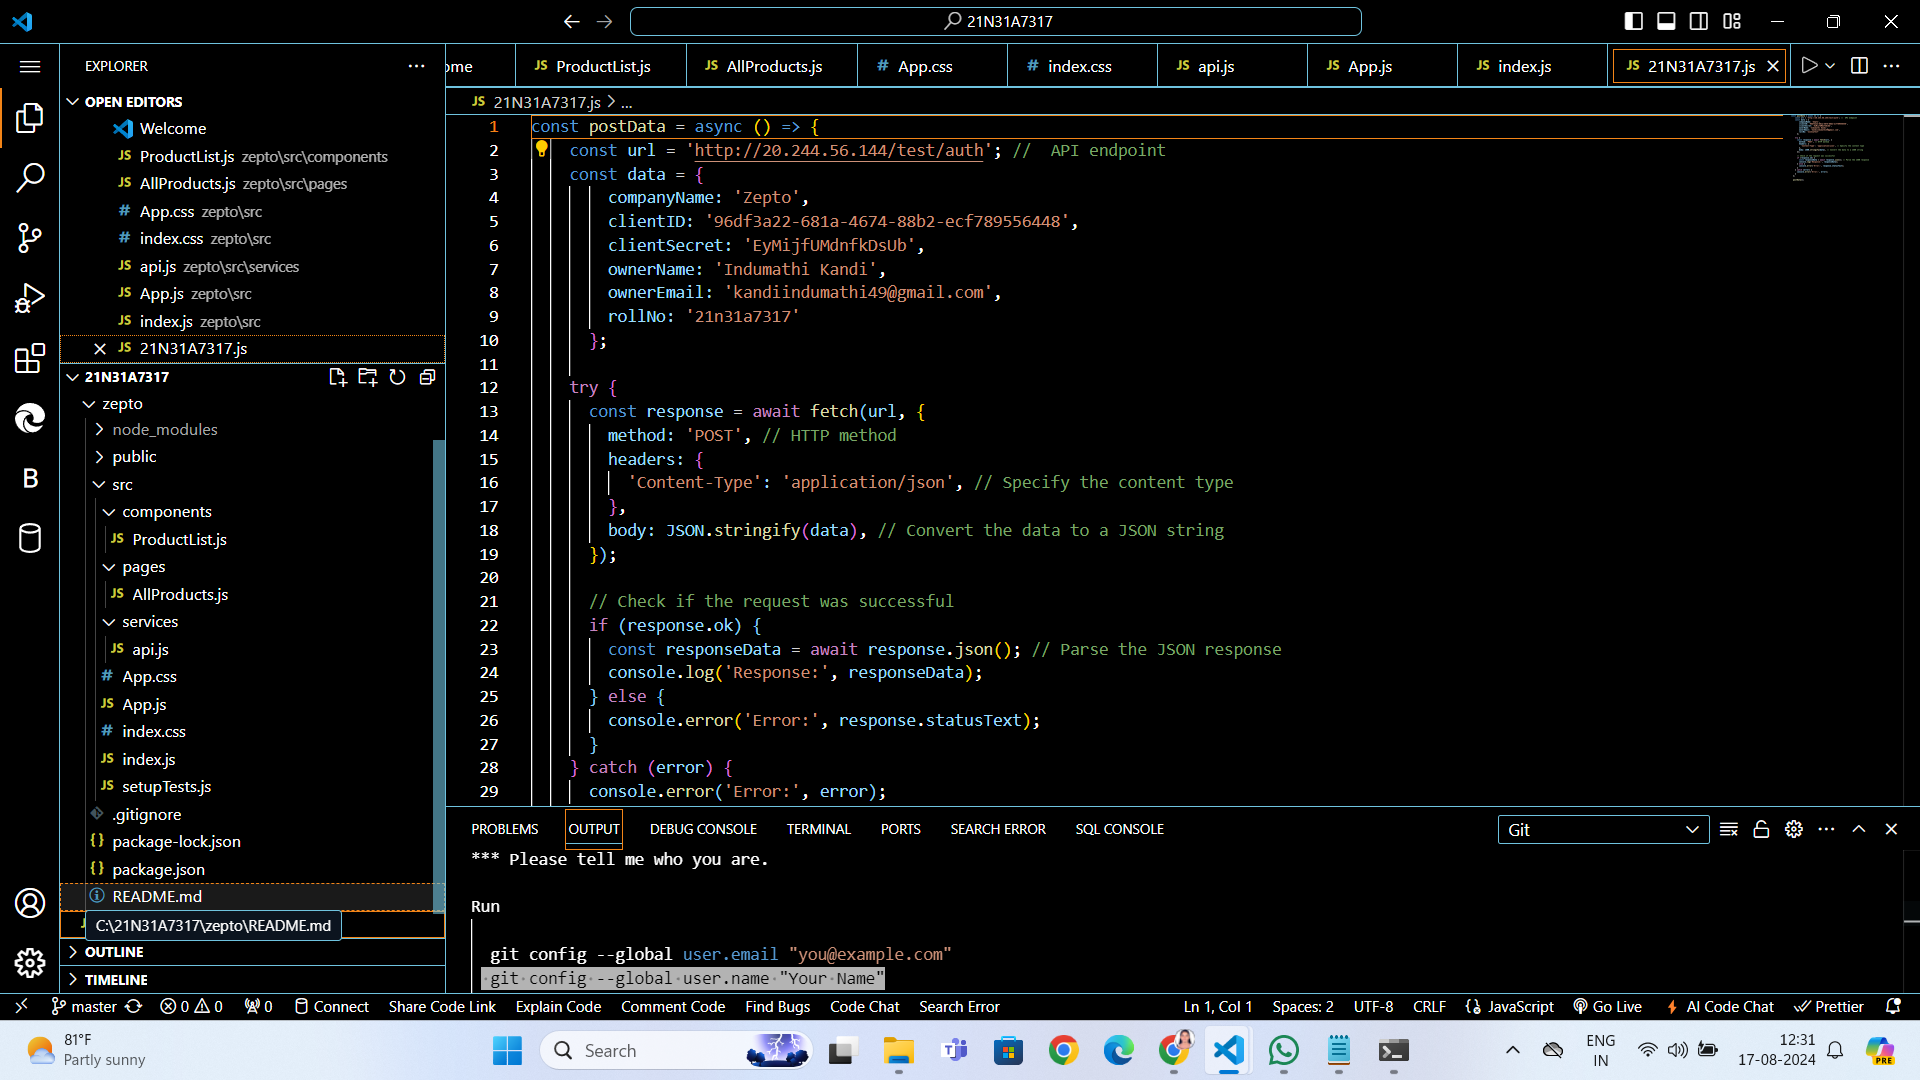 21N31A7317
EXPLORER
OPEN EDITORS
Welcome
JS ProductList.js zepto\src\components
JS AllProducts.js zepto\src\pages
# App.css zepto\src
# index.css zepto\src
JS api.js zepto\src\services
JS App.js zepto\src
JS index.js zepto\src
JS 21N31A7317.js
21N31A7317
zepto
node_modules
public
src
components
JS ProductList.js
pages
JS AllProducts.js
services
JS api.js
# App.css
JS App.js
# index.css
JS index.js
JS setupTests.js
.gitignore
{} package-lock.json
{} package.json
README.md
C:\21N31A7317\zepto\README.md
OUTLINE
TIMELINE
ome
JS ProductList.js
JS AllProducts.js
# App.css
# index.css
JS api.js
JS App.js
JS index.js
JS 21N31A7317.js
JS 21N31A7317.js > ...
1 const postData = async () => {
2 const url = 'http://20.244.56.144/test/auth'; //  API endpoint
3 const data = {
4 companyName: 'Zepto',
5 clientID: '96df3a22-681a-4674-88b2-ecf789556448',
6 clientSecret: 'EyMijfUMdnfkDsUb',
7 ownerName: 'Indumathi Kandi',
8 ownerEmail: 'kandiindumathi49@gmail.com',
9 rollNo: '21n31a7317'
10 };
11
12 try {
13 const response = await fetch(url, {
14 method: 'POST', // HTTP method
15 headers: {
16 'Content-Type': 'application/json', // Specify the content type
17 },
18 body: JSON.stringify(data), // Convert the data to a JSON string
19 });
20
21 // Check if the request was successful
22 if (response.ok) {
23 const responseData = await response.json(); // Parse the JSON response
24 console.log('Response:', responseData);
25 } else {
26 console.error('Error:', response.statusText);
27 }
28 } catch (error) {
29 console.error('Error:', error);
PROBLEMS OUTPUT DEBUG CONSOLE TERMINAL PORTS SEARCH ERROR SQL CONSOLE
Git
*** Please tell me who you are.
Run
git config --global user.email "you@example.com"
git config --global user.name "Your Name"
master 0 0 0 Connect Share Code Link Explain Code Comment Code Find Bugs Code Chat Search Error
Ln 1, Col 1 Spaces: 2 UTF-8 CRLF {} JavaScript Go Live AI Code Chat Prettier
81°F
Partly sunny
Search
ENG
IN
12:31
17-08-2024
PRE